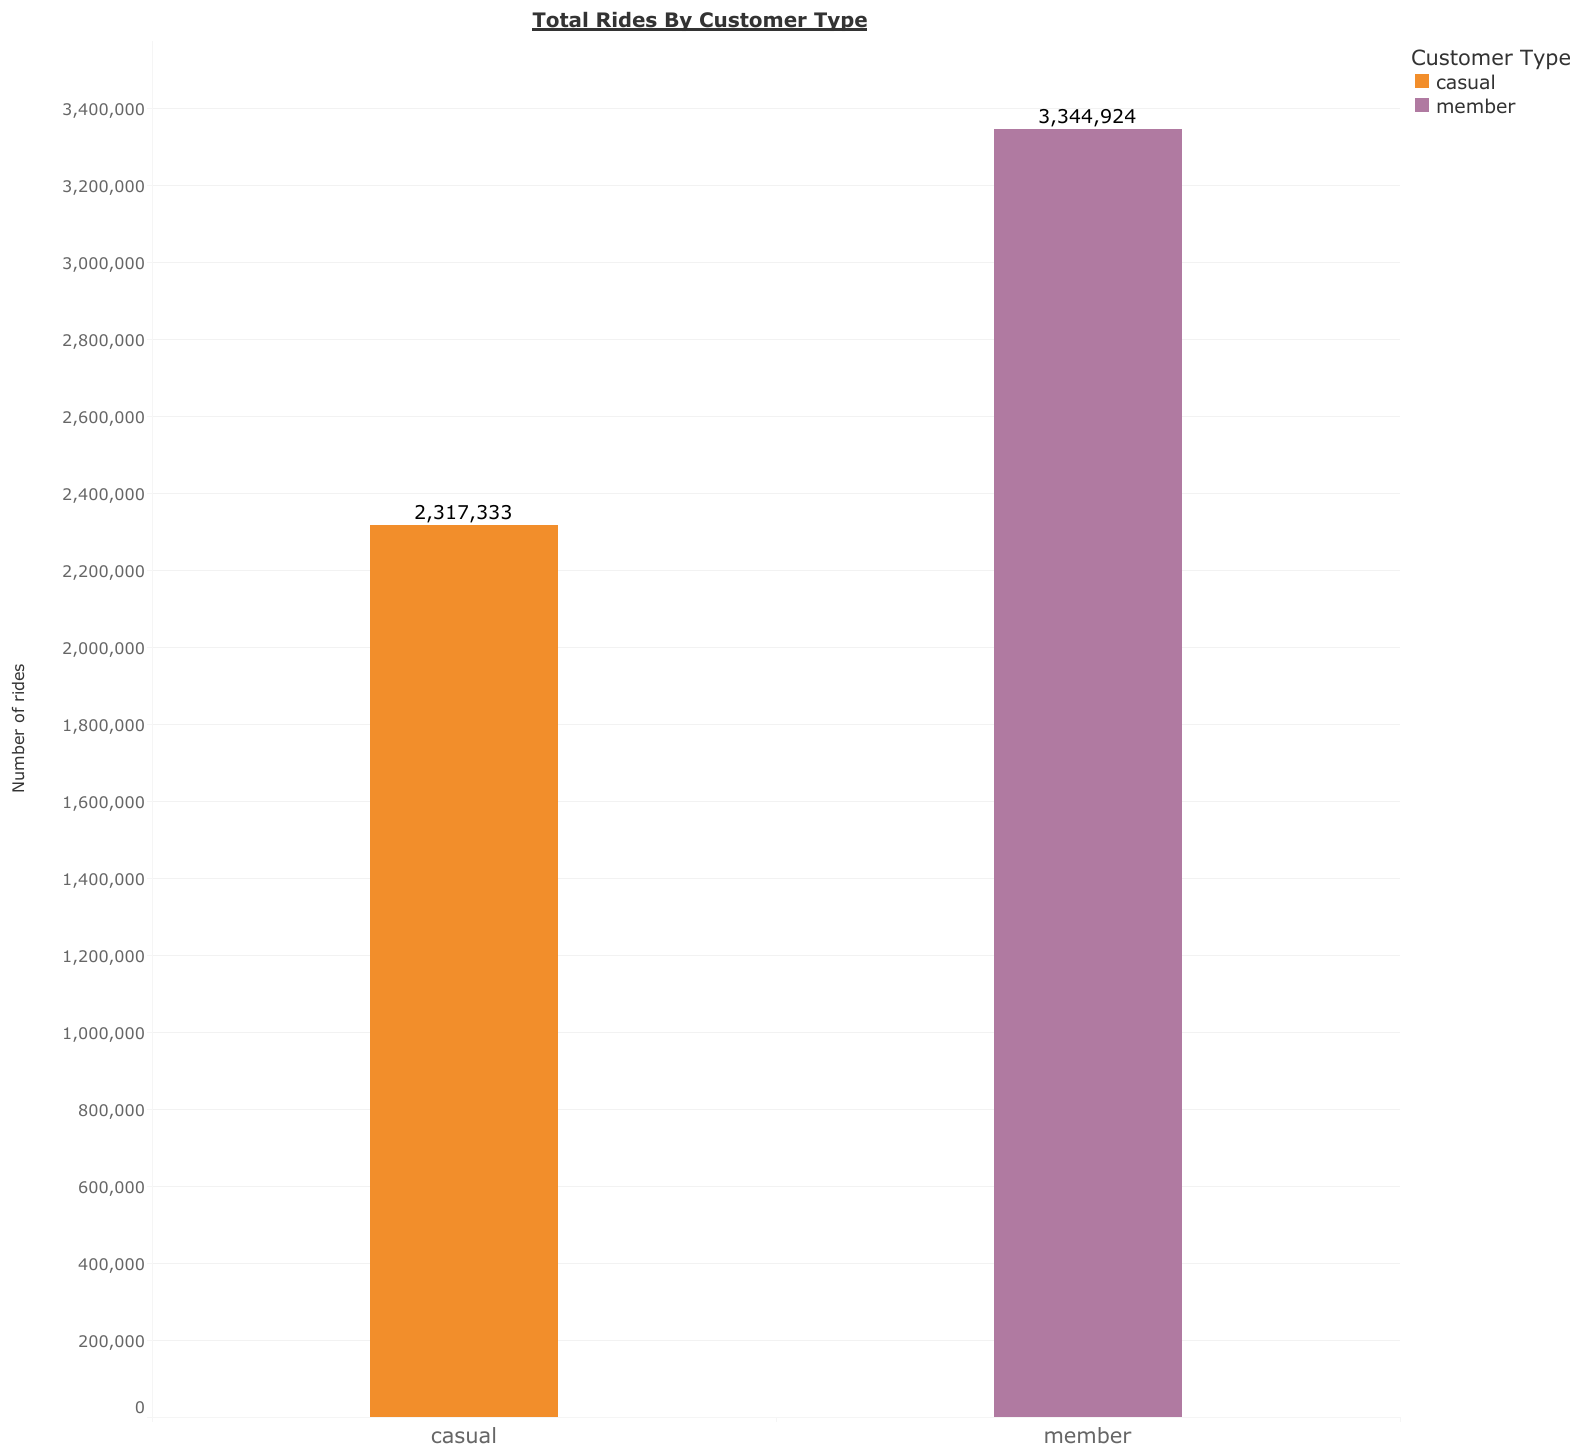 Total Rides By Customer Type
Customer Type
casual
member
3,400,000
3,200,000
3,000,000
2,800,000
2,600,000
2,400,000
2,200,000
2,000,000
1,800,000
1,600,000
1,400,000
1,200,000
1,000,000
800,000
600,000
400,000
200,000
0
Number of rides
2,317,333
3,344,924
casual
member